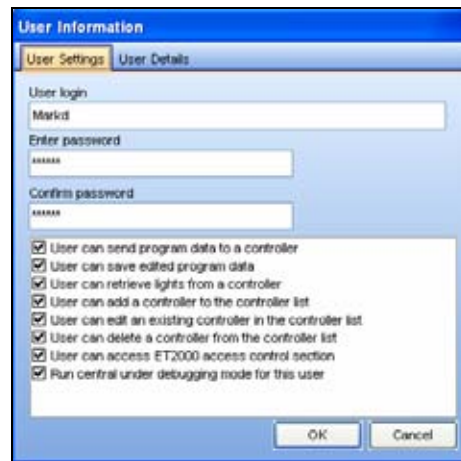 User Information
User Settings User Details
User login
Markd
Enter password
******
Confirm password
******
User can send program data to a controller
User can save edited program data
User can retrieve lights from a controller
User can add a controller to the controller list
User can edit an existing controller in the controller list
User can delete a controller from the controller list
User can access ET2000 access control section
Run central under debugging mode for this user
OK Cancel